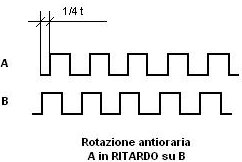 1/4 t
A
B
Rotazione antioraria
A in RITARDO su B